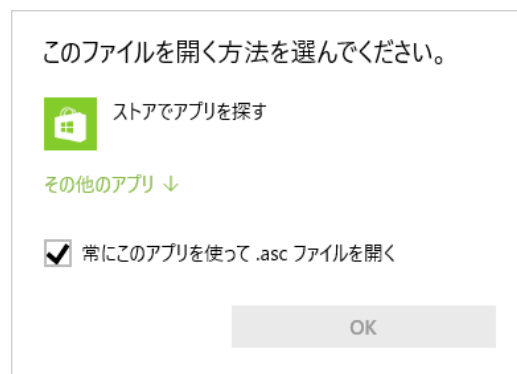 このファイルを開く方法を選んでください。
ストアでアプリを探す
その他のアプリ ↓
常にこのアプリを使って .asc ファイルを開く
OK